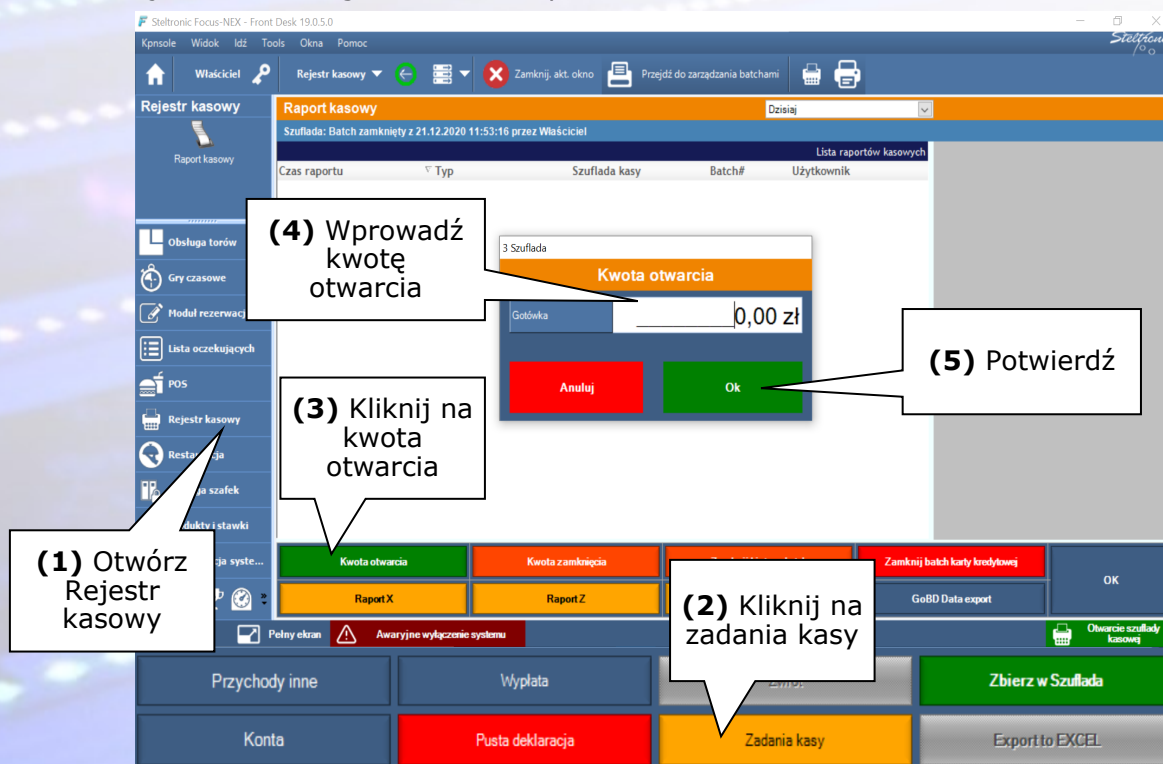 Steltronic Focus-NEX - Front Desk 19.0.5.0
Kpnsole Widok Idź Tools Okna Pomoc
Właściciel
Rejestr kasowy
Zamknij. akt. okno
Przejdź do zarządzania batchami
Rejestr kasowy
Raport kasowy
Dzisiaj
Szuflada: Batch zamknięty z 21.12.2020 11:53:16 przez Właściciel
Raport kasowy
Lista raportów kasowych
Czas raportu Typ Szuflada kasy Batch# Użytkownik
(4) Wprowadź
kwotę
otwarcia
3 Szuflada
Kwota otwarcia
Gotówka
0,00 zł
Anuluj
Ok
(5) Potwierdź
Obsługa torów
Gry czasowe
Moduł
Lista oczekujących
POS
Rejestr kasowy
szafek
i stawki
syste...
(3) Kliknij na
kwota
otwarcia
(1) Otwórz
Rejestr
kasowy
Kwota otwarcia
Kwota zamknięcia
Zamknij batch karty kredytowej
OK
Raport X
Raport Z
GoBD Data export
(2) Kliknij na
zadania kasy
Pełny ekran
Awaryjne wyłączenie systemu
Otwarcie szuflady
kasowej
Przychody inne
Wypłata
Zbierz w Szuflada
Konta
Pusta deklaracja
Zadania kasy
Export to EXCEL